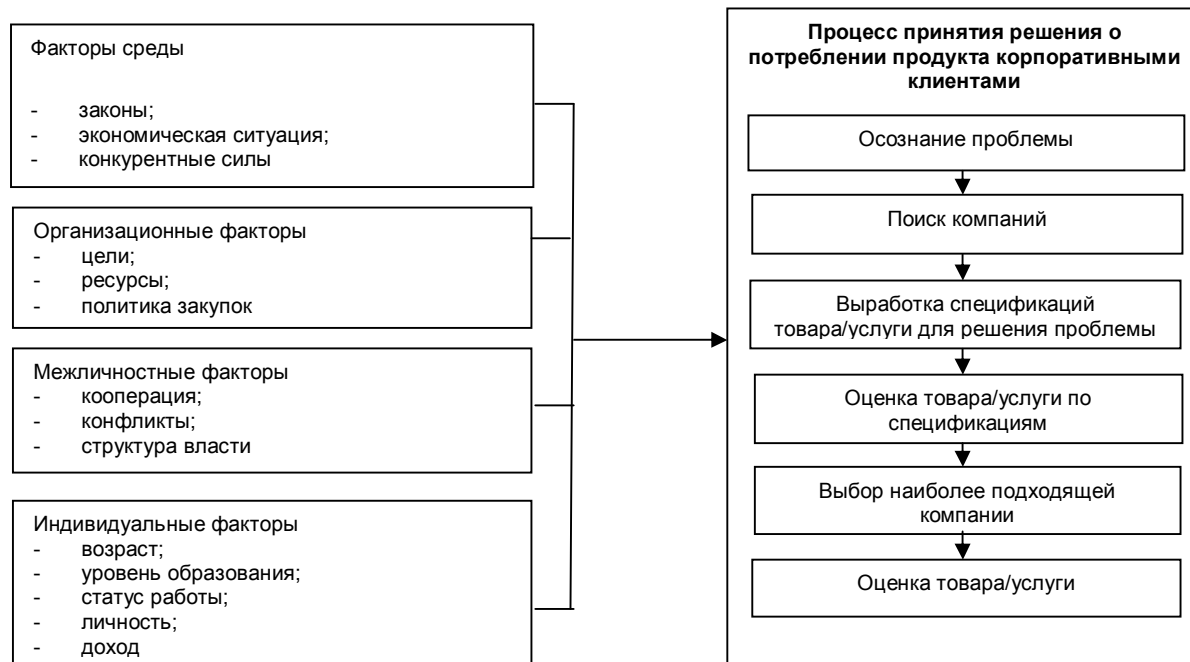 Факторы среды
- законы;
- экономическая ситуация;
- конкурентные силы
Организационные факторы
- цели;
- ресурсы;
- политика закупок
Межличностные факторы
- кооперация;
- конфликты;
- структура власти
Индивидуальные факторы
- возраст;
- уровень образования;
- статус работы;
- личность;
- доход
Процесс принятия решения о
потреблении продукта корпоративными
клиентами
Осознание проблемы
Поиск компаний
Выработка спецификаций
товара/услуги для решения проблемы
Оценка товара/услуги по
спецификациям
Выбор наиболее подходящей
компании
Оценка товара/услуги